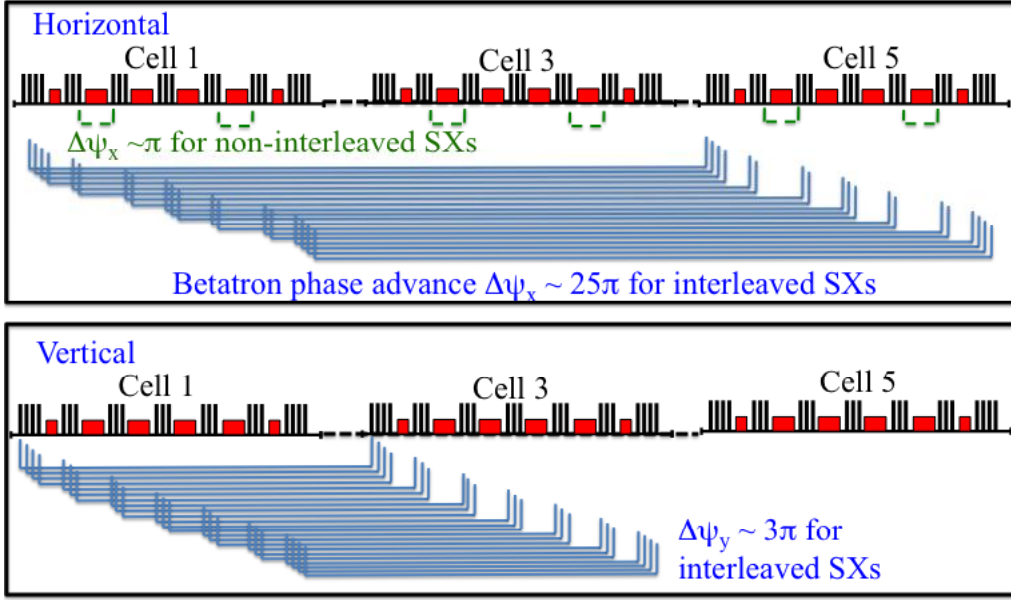 Horizontal
Cell 1
Cell 3
Cell 5
Δψx ~π for non-interleaved SXs
Betatron phase advance Δψx ~ 25π for interleaved SXs
Vertical
Cell 1
Cell 3
Cell 5
Δψy ~ 3π for
interleaved SXs